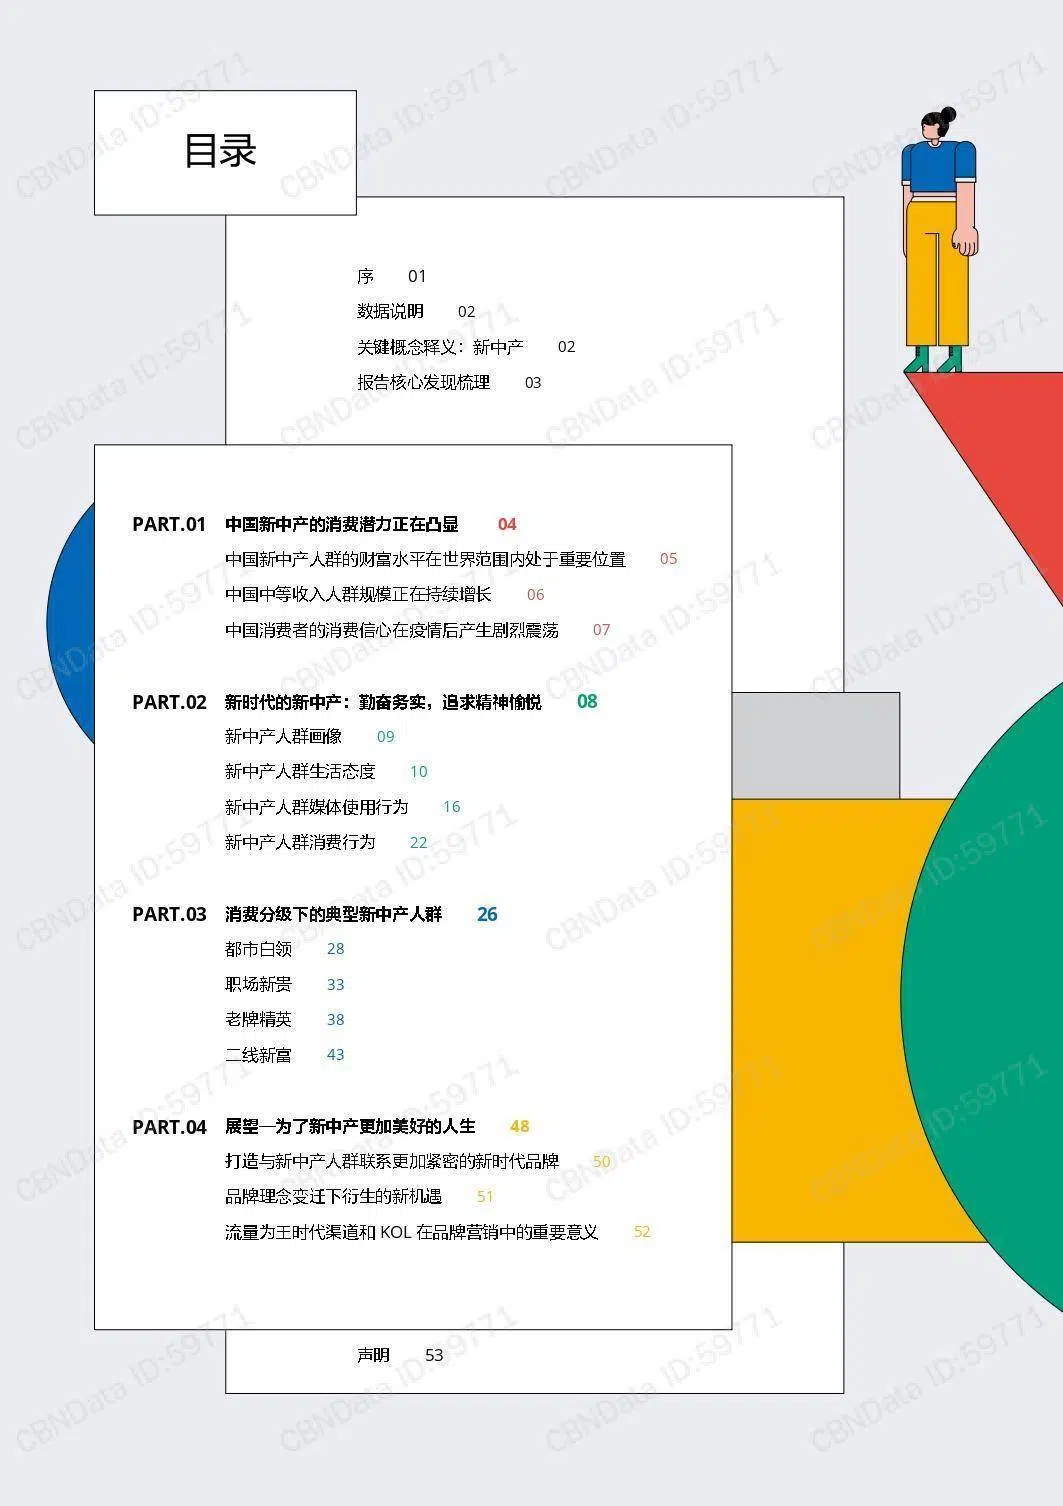 目录
序 01
数据说明 02
关键概念释义：新中产 02
报告核心发现梳理 03
PART.01 中国新中产的消费潜力正在凸显 04
中国新中产人群的财富水平在世界范围内处于重要位置 05
中国中等收入人群规模正在持续增长 06
中国消费者的消费信心在疫情后产生剧烈震荡 07
PART.02 新时代的新中产：勤奋务实，追求精神愉悦 08
新中产人群画像 09
新中产人群生活态度 10
新中产人群媒体使用行为 16
新中产人群消费行为 22
PART.03 消费分级下的典型新中产人群 26
都市白领 28
职场新贵 33
老牌精英 38
二线新富 43
PART.04 展望—为了新中产更加美好的人生 48
打造与新中产人群联系更加紧密的新时代品牌 50
品牌理念变迁下衍生的新机遇 51
流量为王时代渠道和 KOL 在品牌营销中的重要意义 52
声明 53
CBNData ID:59771